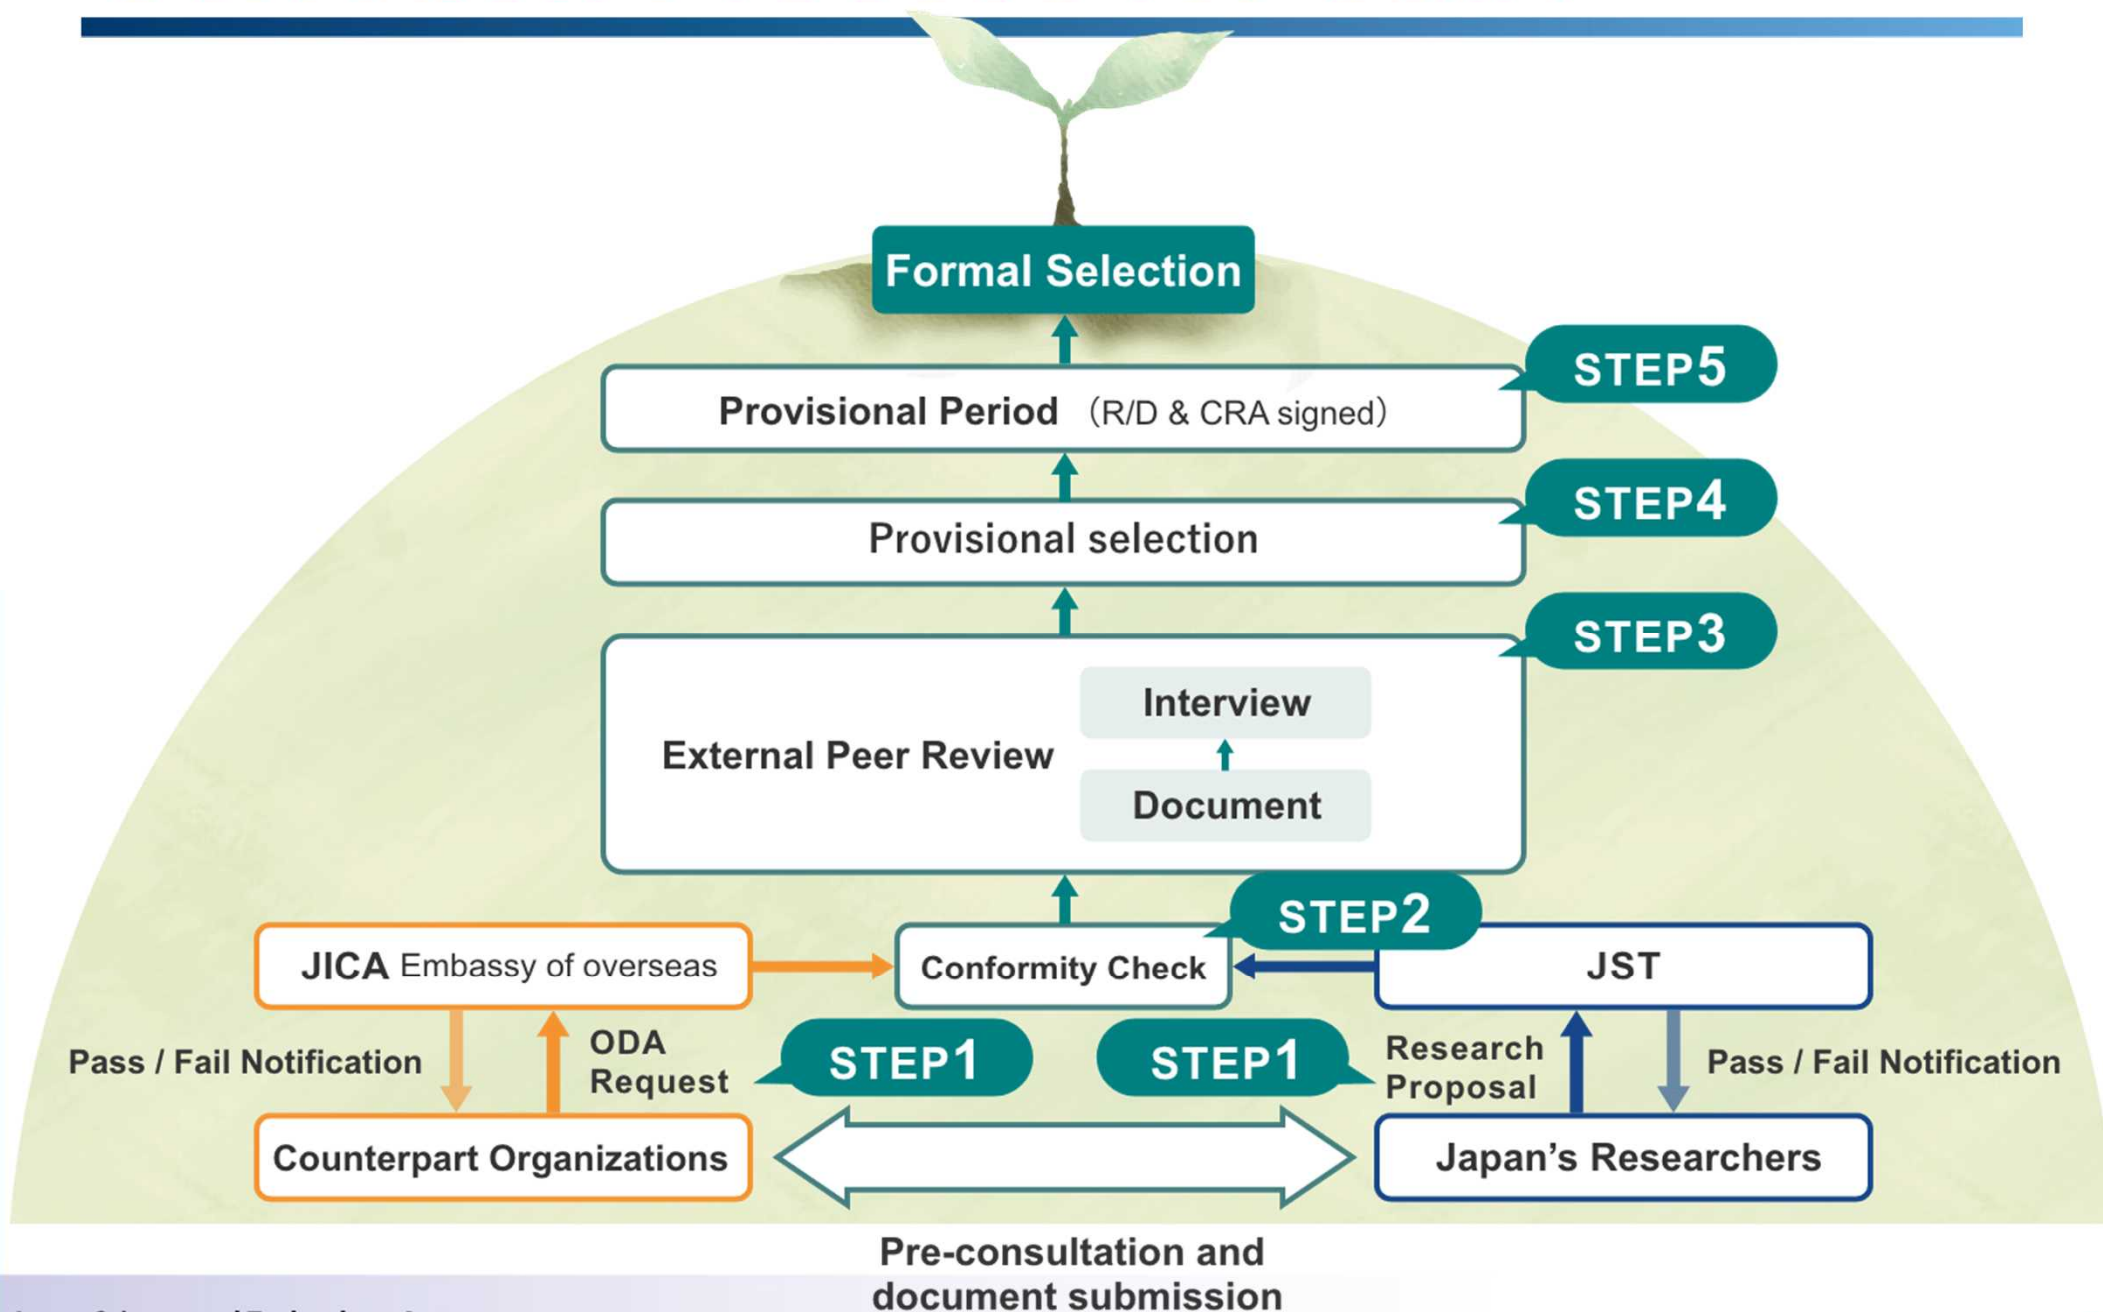 Formal Selection
STEP5
Provisional Period （R/D & CRA signed）
STEP4
Provisional selection
STEP3
Interview
External Peer Review
Document
STEP2
JICA Embassy of overseas
Conformity Check
JST
Pass / Fail Notification
ODA
Request
STEP1
STEP1
Research
Proposal
Pass / Fail Notification
Counterpart Organizations
Japan’s Researchers
Pre-consultation and
document submission